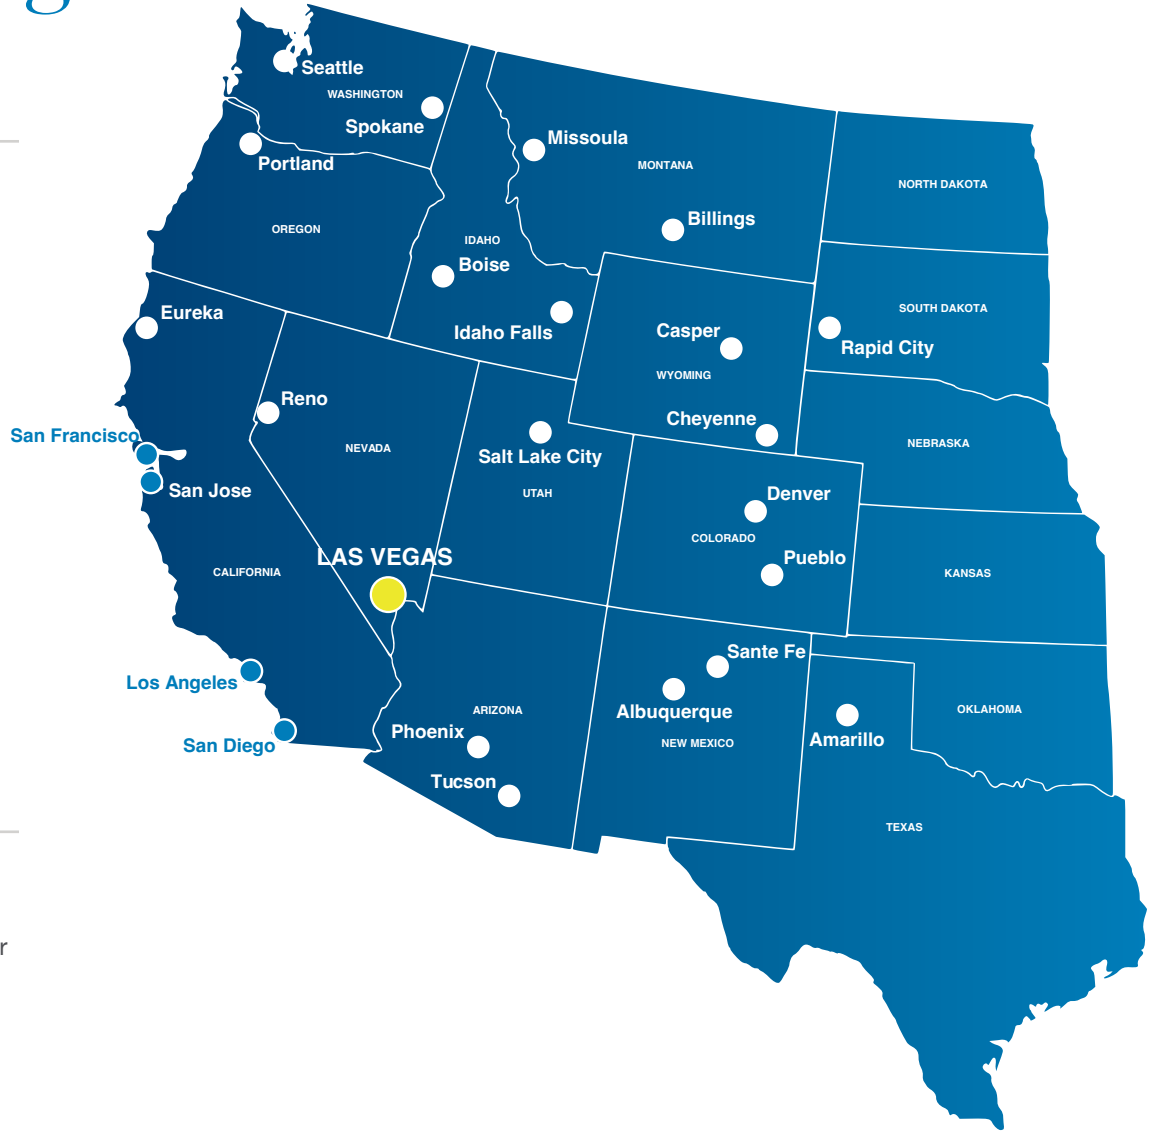 g
Seattle
WASHINGTON
Spokane
Missoula
Portland
MONTANA
NORTH DAKOTA
Billings
OREGON
IDAHO
Boise
SOUTH DAKOTA
Eureka
Idaho Falls
Casper
Rapid City
WYOMING
Reno
Cheyenne
San Francisco
NEVADA
NEBRASKA
Salt Lake City
San Jose
UTAH
Denver
COLORADO
LAS VEGAS
Pueblo
CALIFORNIA
KANSAS
Sante Fe
Los Angeles
ARIZONA
Albuquerque
OKLAHOMA
Phoenix
NEW MEXICO
Amarillo
San Diego
Tucson
TEXAS
r